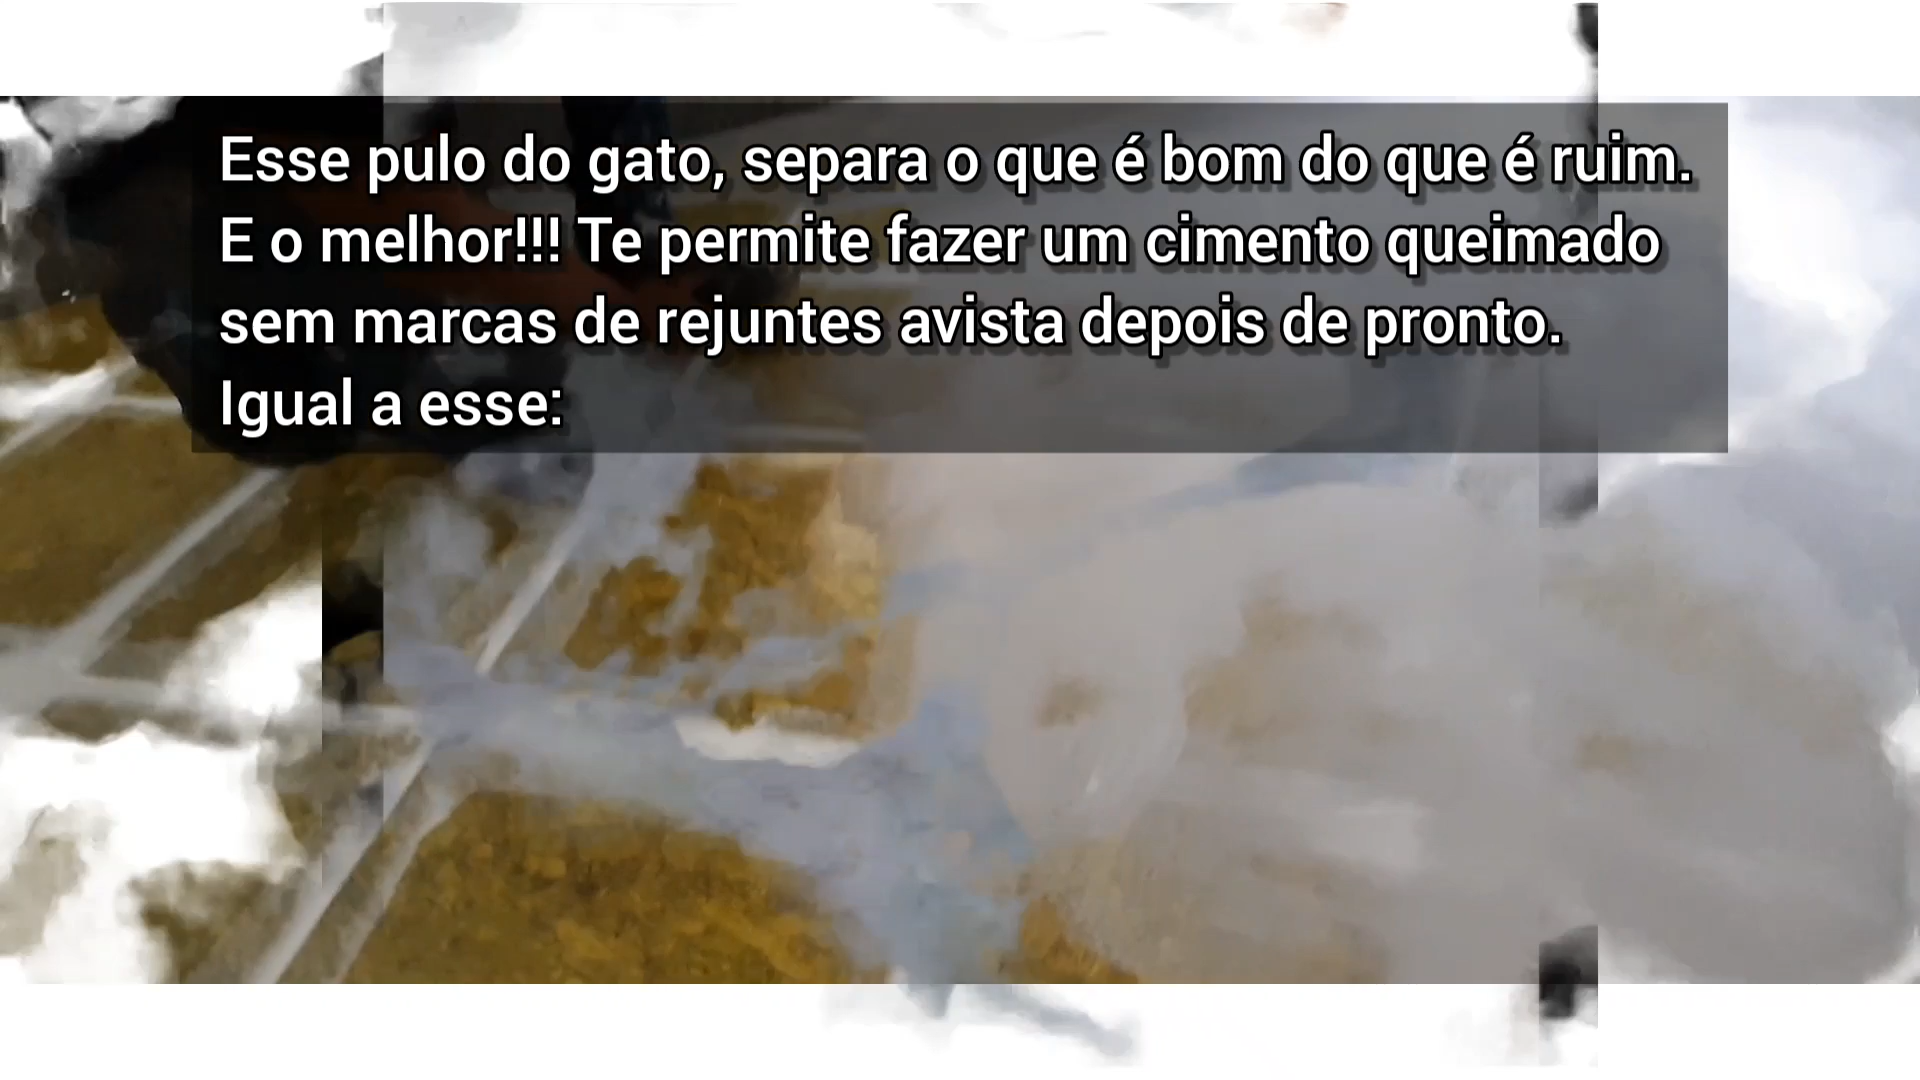 Esse pulo do gato, separa o que é bom do que é ruim.
E o melhor!!! Te permite fazer um cimento queimado
sem marcas de rejuntes avista depois de pronto.
Igual a esse: